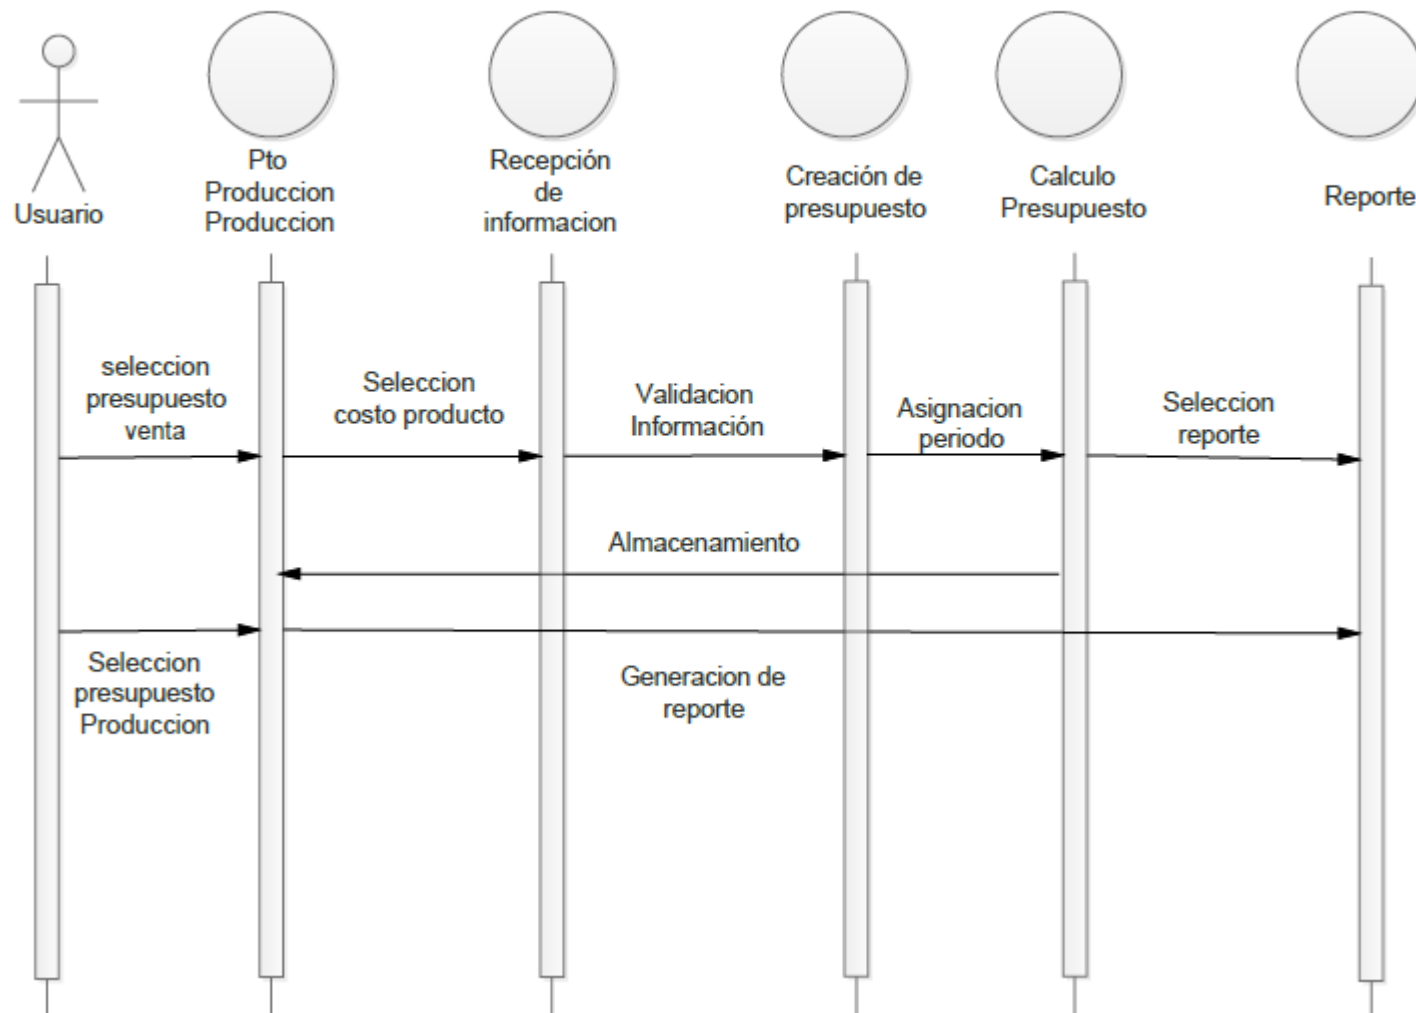 Usuario
Pto
Produccion
Produccion
Recepción
de
informacion
Creación de
presupuesto
Calculo
Presupuesto
Reporte
seleccion
presupuesto
venta
Seleccion
costo producto
Validacion
Información
Asignacion
periodo
Seleccion
reporte
Almacenamiento
Seleccion
presupuesto
Produccion
Generacion de
reporte